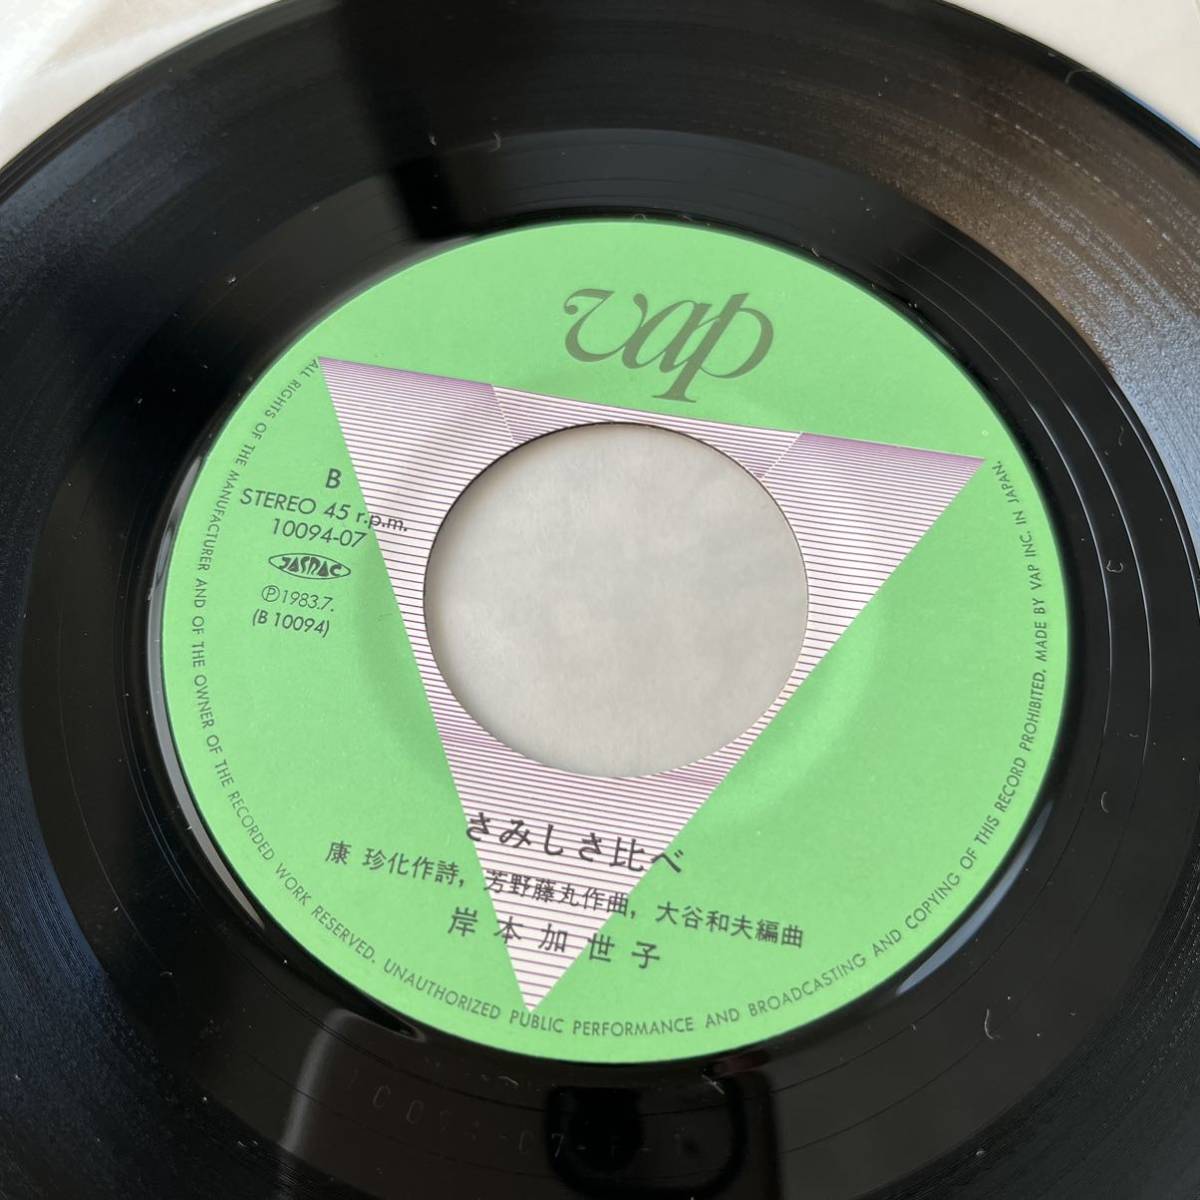 vap
B
STEREO 45 r.p.m.
10094-07
JASRAC
Ⓟ1983.7.
(B 10094)
さみしさ比べ
康 珍化作詩, 芳野藤丸作曲, 大谷和夫編曲
岸本加世子
ALL RIGHTS OF THE MANUFACTURER AND OF THE OWNER OF THE RECORDED WORK RESERVED. UNAUTHORIZED PUBLIC PERFORMANCE AND BROADCASTING AND COPYING OF THIS RECORD PROHIBITED. MADE BY VAP INC. IN JAPAN.